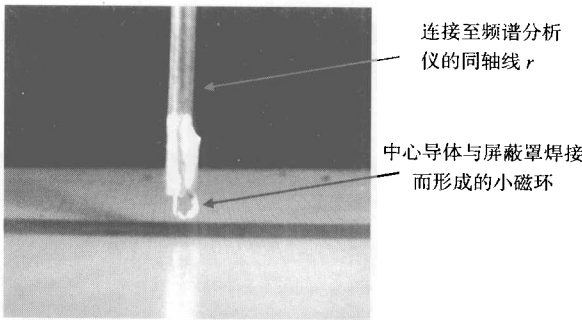 连接至频谱分析
仪的同轴线 r
中心导体与屏蔽罩焊接
而形成的小磁环